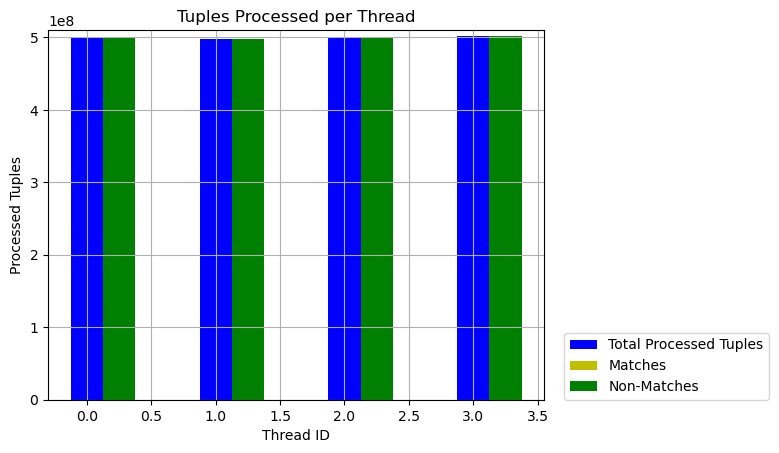 Tuples Processed per Thread
1e8
5
4
3
2
1
0
Processed Tuples
0.0 0.5 1.0 1.5 2.0 2.5 3.0 3.5
Thread ID
Total Processed Tuples
Matches
Non-Matches